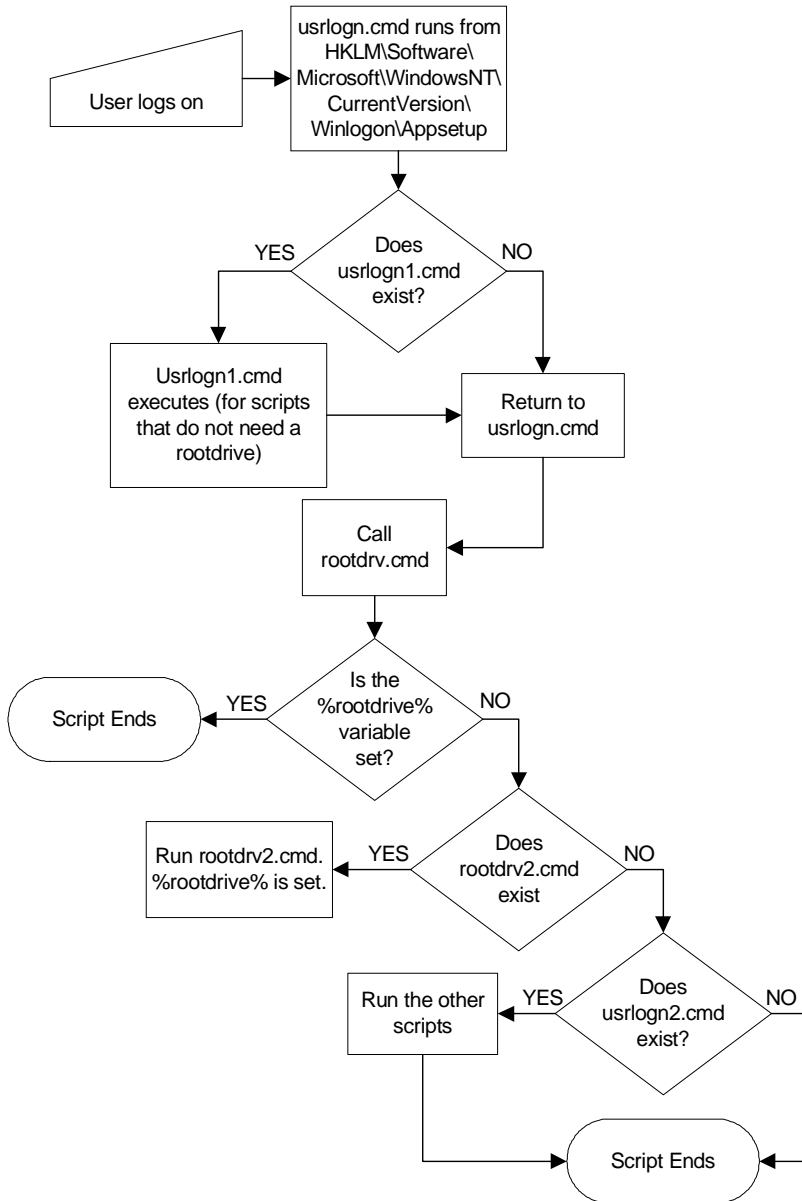 usrlogn.cmd runs from
HKLM\Software\
Microsoft\WindowsNT\
CurrentVersion\
Winlogon\Appsetup
User logs on
Does
usrlogn1.cmd
exist?
YES
NO
Usrlogn1.cmd
executes (for scripts
that do not need a
rootdrive)
Return to
usrlogn.cmd
Call
rootdrv.cmd
Is the
%rootdrive%
variable
set?
YES
NO
Script Ends
Does
rootdrv2.cmd
exist
YES
NO
Run rootdrv2.cmd.
%rootdrive% is set.
Does
usrlogn2.cmd
exist?
YES
NO
Run the other
scripts
Script Ends